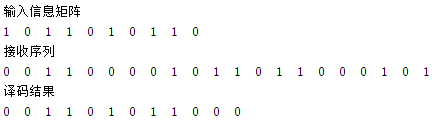 输入信息矩阵
1 0 1 1 0 1 0 1 1 0
接收序列
0 0 1 1 0 0 0 0 1 0 1 1 0 1 1 0 0 0 1 0 1
译码结果
0 0 1 1 0 1 0 1 1 0 0 0